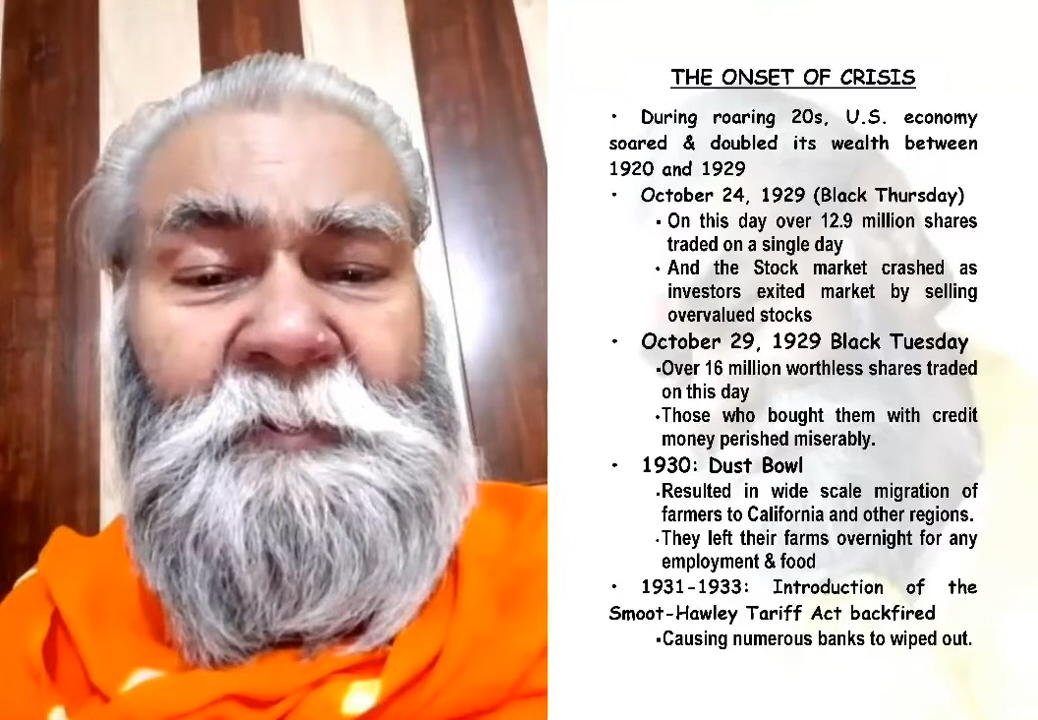 THE ONSET OF CRISIS
• During roaring 20s, U.S. economy
soared & doubled its wealth between
1920 and 1929
• October 24, 1929 (Black Thursday)
▪ On this day over 12.9 million shares
traded on a single day
• And the Stock market crashed as
investors exited market by selling
overvalued stocks
• October 29, 1929 Black Tuesday
▪Over 16 million worthless shares traded
on this day
•Those who bought them with credit
money perished miserably.
• 1930: Dust Bowl
▪Resulted in wide scale migration of
farmers to California and other regions.
▪They left their farms overnight for any
employment & food
• 1931-1933: Introduction of the
Smoot-Hawley Tariff Act backfired
▪Causing numerous banks to wiped out.